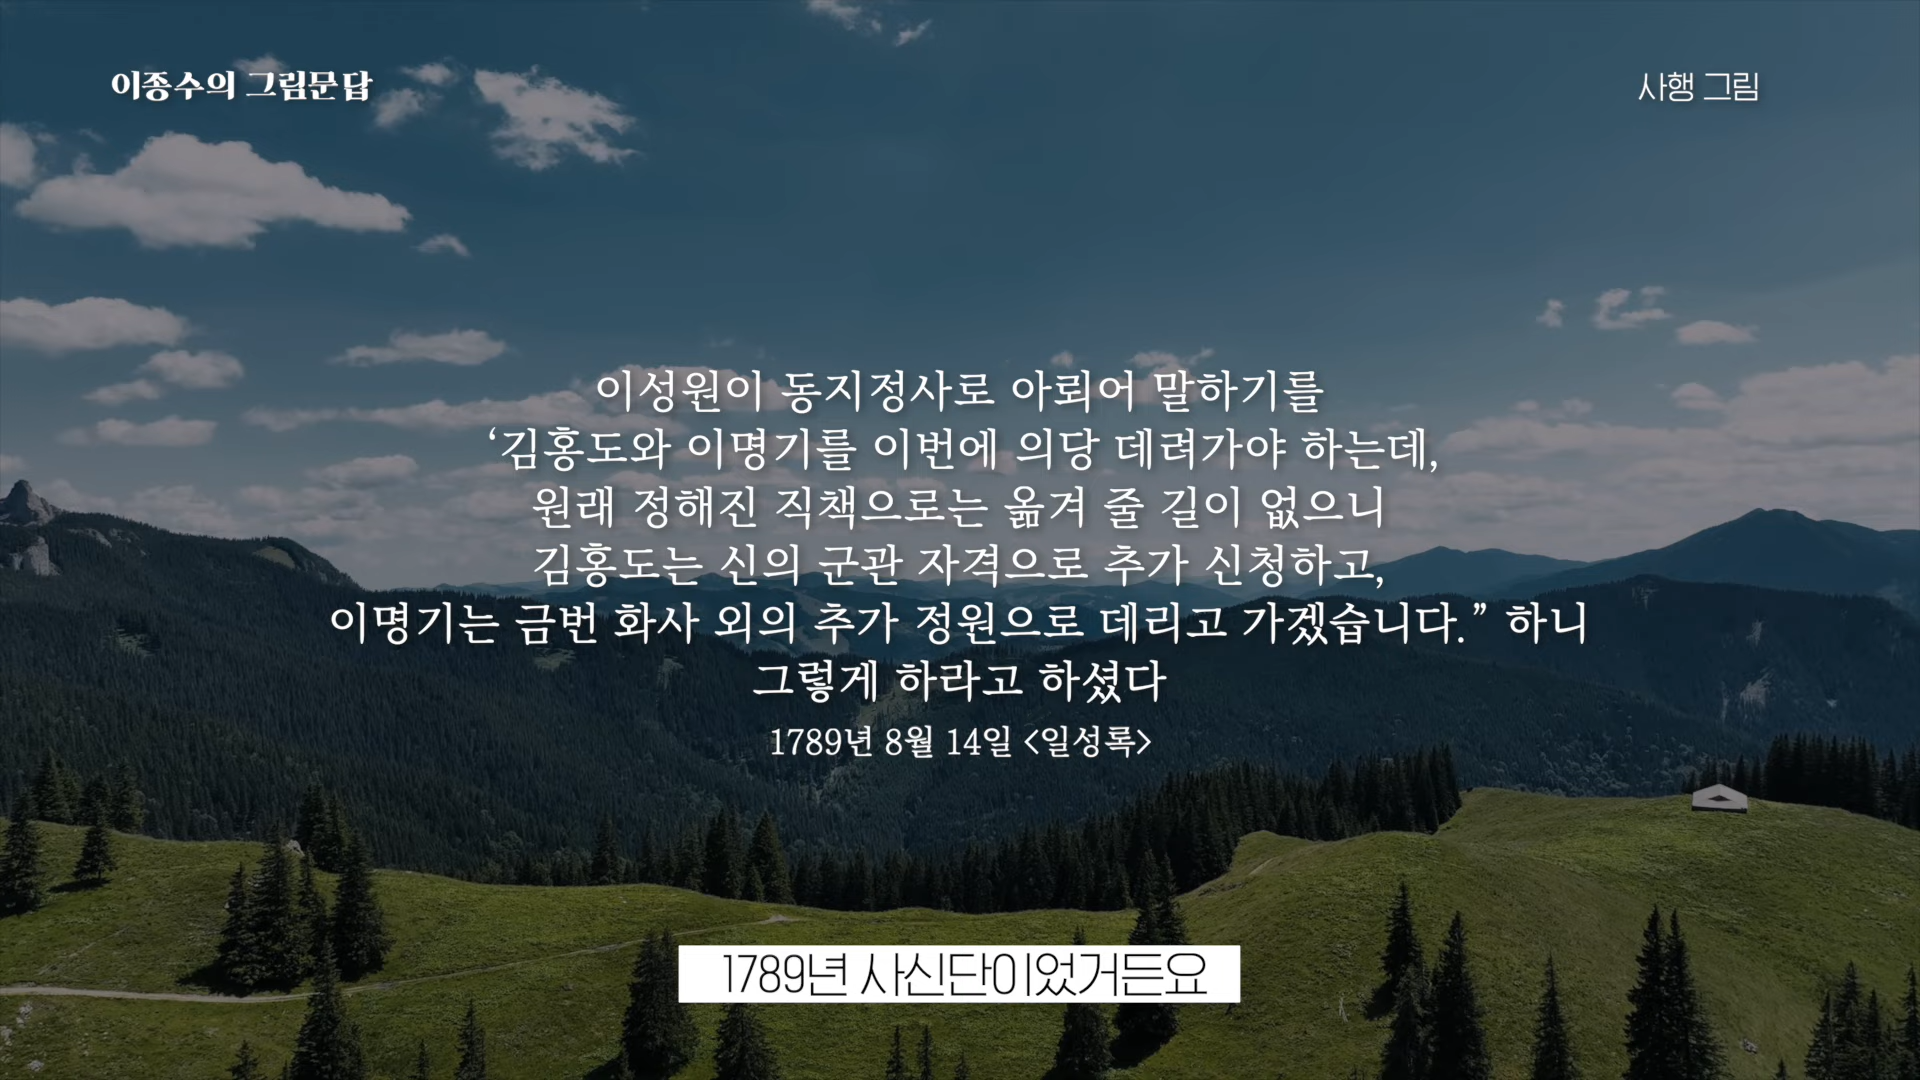 이종수의 그림문답
사행 그림
이성원이 동지정사로 아뢰어 말하기를
‘김홍도와 이명기를 이번에 의당 데려가야 하는데,
원래 정해진 직책으로는 옮겨 줄 길이 없으니
김홍도는 신의 군관 자격으로 추가 신청하고,
이명기는 금번 화사 외의 추가 정원으로 데리고 가겠습니다.” 하니
그렇게 하라고 하셨다
1789년 8월 14일 <일성록>
1789년 사신단이었거든요